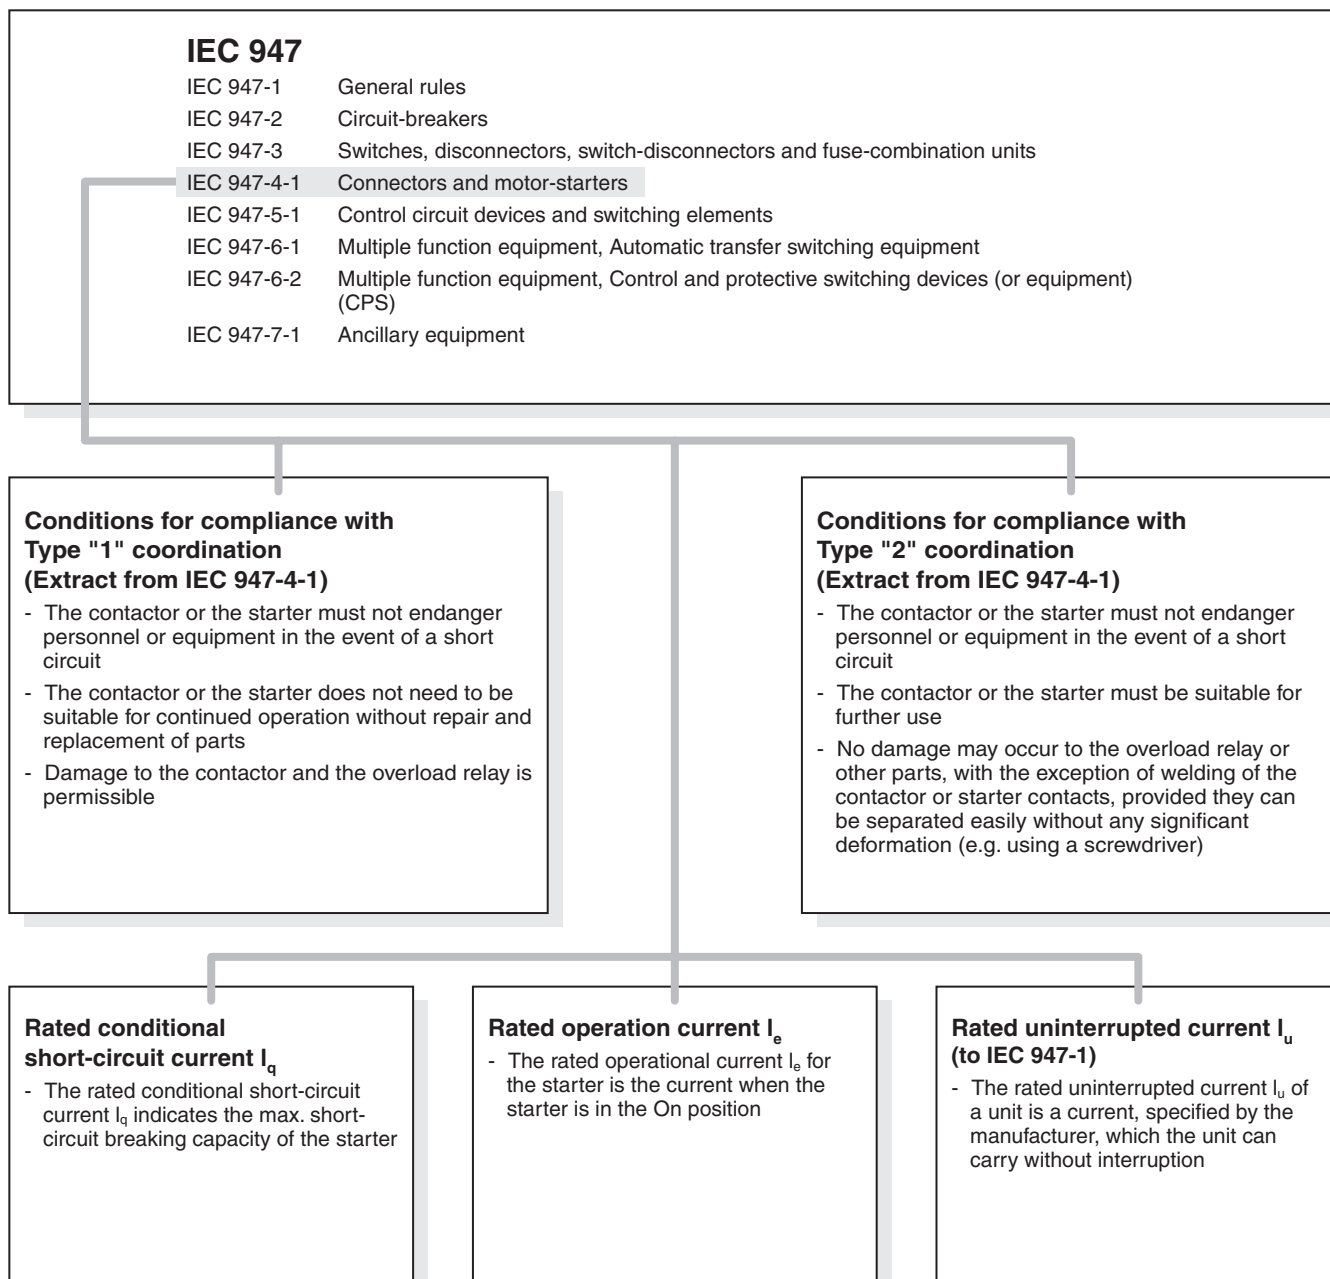 IEC 947
IEC 947-1 General rules
IEC 947-2 Circuit-breakers
IEC 947-3 Switches, disconnectors, switch-disconnectors and fuse-combination units
IEC 947-4-1 Connectors and motor-starters
IEC 947-5-1 Control circuit devices and switching elements
IEC 947-6-1 Multiple function equipment, Automatic transfer switching equipment
IEC 947-6-2 Multiple function equipment, Control and protective switching devices (or equipment)
(CPS)
IEC 947-7-1 Ancillary equipment
Conditions for compliance with
Type "1" coordination
(Extract from IEC 947-4-1)
- The contactor or the starter must not endanger
personnel or equipment in the event of a short
circuit
- The contactor or the starter does not need to be
suitable for continued operation without repair and
replacement of parts
- Damage to the contactor and the overload relay is
permissible
Conditions for compliance with
Type "2" coordination
(Extract from IEC 947-4-1)
- The contactor or the starter must not endanger
personnel or equipment in the event of a short
circuit
- The contactor or the starter must be suitable for
further use
- No damage may occur to the overload relay or
other parts, with the exception of welding of the
contactor or starter contacts, provided they can
be separated easily without any significant
deformation (e.g. using a screwdriver)
Rated conditional
short-circuit current Iq
- The rated conditional short-circuit
current Iq indicates the max. short-
circuit breaking capacity of the starter
Rated operation current Ie
- The rated operational current Ie for
the starter is the current when the
starter is in the On position
Rated uninterrupted current Iu
(to IEC 947-1)
- The rated uninterrupted current Iu of
a unit is a current, specified by the
manufacturer, which the unit can
carry without interruption